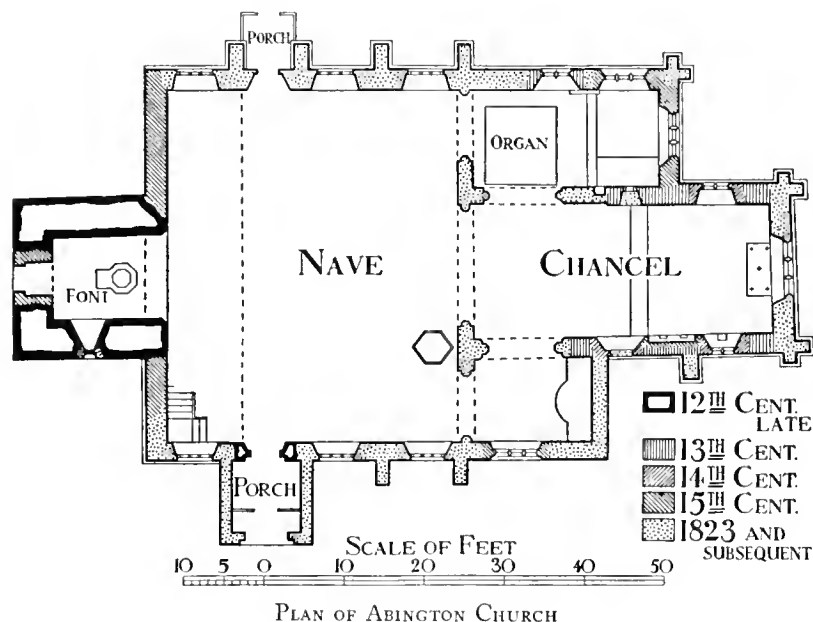 PORCH
ORGAN
NAVE
CHANCEL
FONT
PORCH
12TH CENT.
LATE
13TH CENT.
14TH CENT.
15TH CENT.
1823 AND
SUBSEQUENT
SCALE OF FEET
10 5 0 10 20 30 40 50
PLAN OF ABINGTON CHURCH